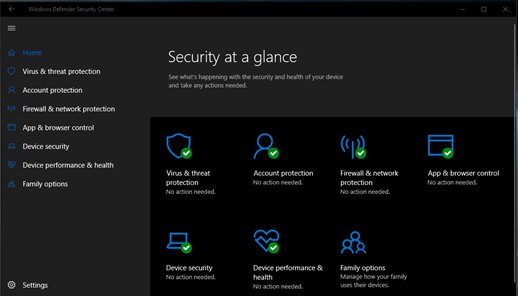 Windows Defender Security Center
Home
Virus & threat protection
Account protection
Firewall & network protection
App & browser control
Device security
Device performance & health
Family options
Settings
Security at a glance
See what's happening with the security and health of your device
and take any actions needed.
Virus & threat
protection
No action needed.
Account protection
No action needed.
Firewall & network
protection
No action needed.
App & browser control
No action needed.
Device security
No action needed.
Device performance &
health
No action needed.
Family options
Manage how your family
uses their devices.